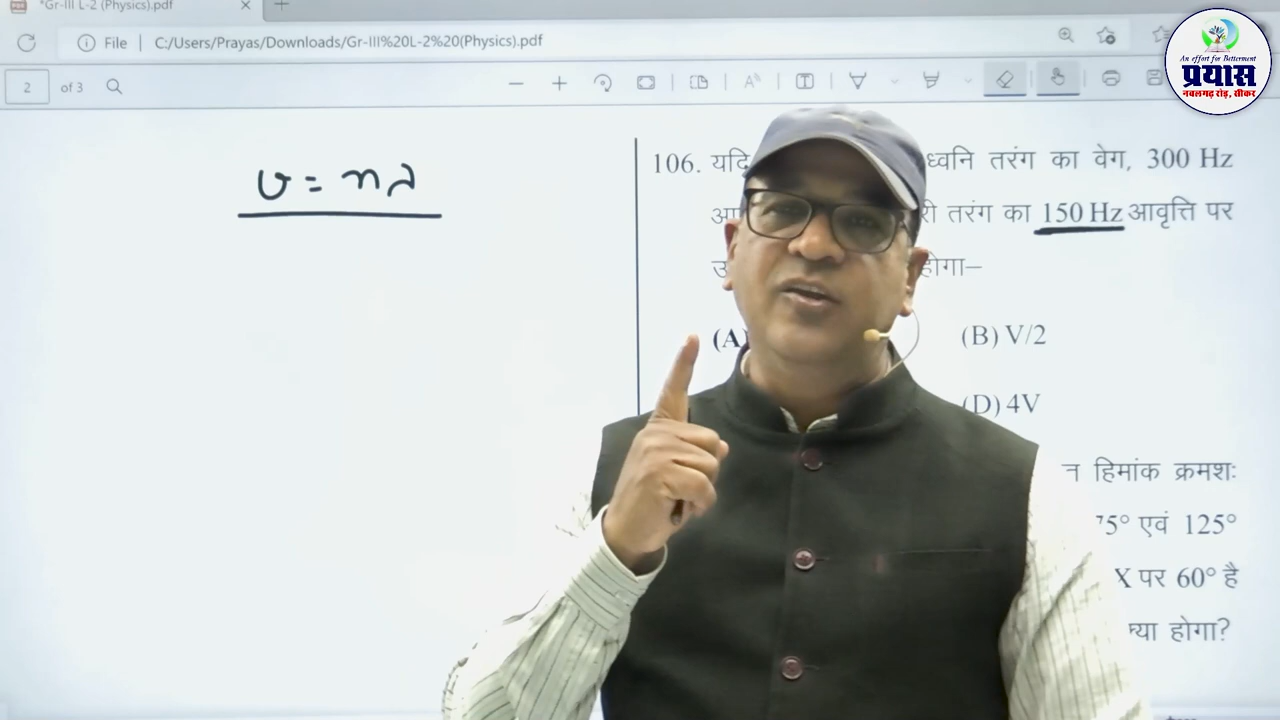 *Gr-III L-2 (Physics).pdf
File C:/Users/Prayas/Downloads/Gr-III%20L-2%20(Physics).pdf
2 of 3
An effort for Betterment
प्रयास
नवलगढ़ रोड़, सीकर
v = nλ
106. यदि ध्वनि तरंग का वेग, 300 Hz
तरंग का 150 Hz आवृत्ति पर
होगा–
(A)
(B) V/2
(D) 4V
हिमांक क्रमशः
एवं 125°
X पर 60° है
होगा?